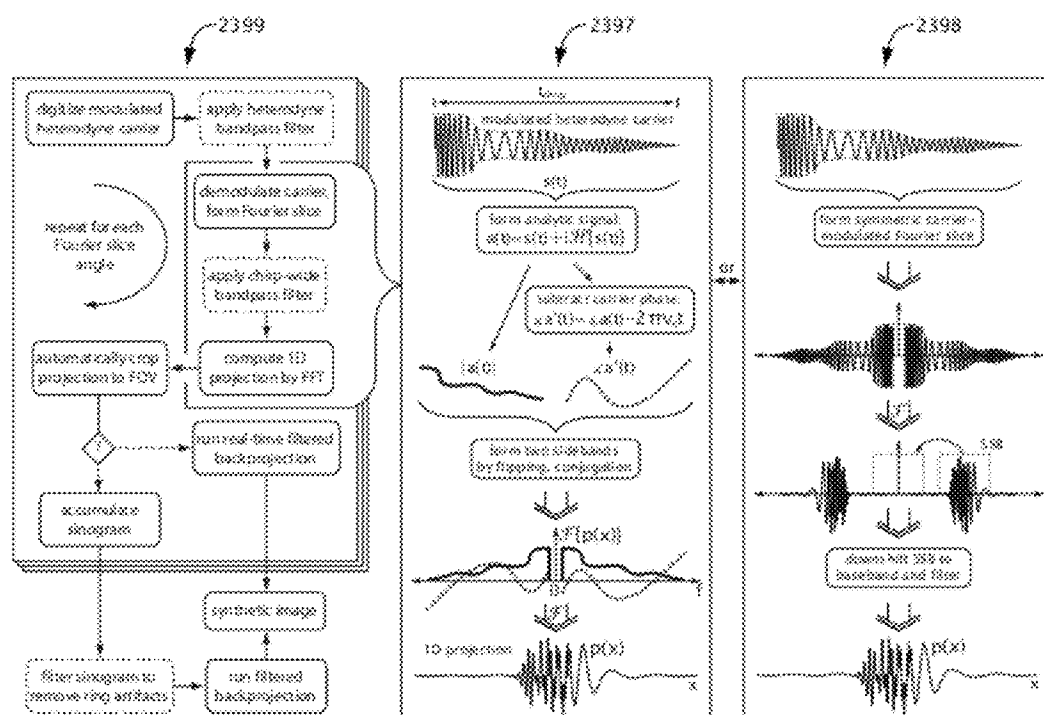 2399
digitize modulated
heterodyne carrier
apply heterodyne
bandpass filter
demodulate carrier,
form Fourier slice
repeat for each
Fourier slice
angle
apply chirp-wide
bandpass filter
automatically crop
projection to FOV
compute 1D
projection by FFT
?
run real-time filtered
backprojection
accumulate
sinogram
synthetic image
filter sinogram to
remove ring artifacts
run filtered
backprojection
2397
modulated heterodyne carrier
s(t)
form analytic signal:
a(t)=s(t)+iℋ[s(t)]
subtract carrier phase:
|a(t)|
form two sidebands
by flipping, conjugation
ℱ[p(x)]
f
1D projection
p(x)
x
or
2398
form symmetric carrier-
modulated Fourier slice
SSB
downshift SSB to
baseband and filter
p(x)
x